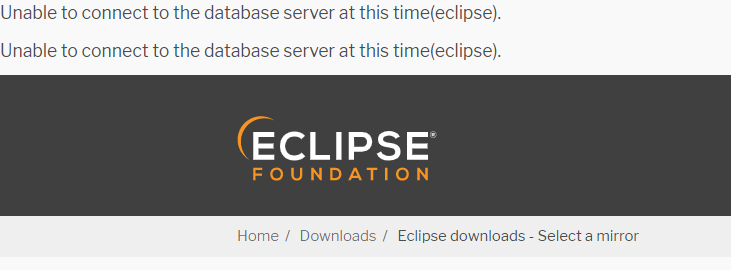 Unable to connect to the database server at this time(eclipse).
Unable to connect to the database server at this time(eclipse).
ECLIPSE®
FOUNDATION
Home / Downloads / Eclipse downloads - Select a mirror